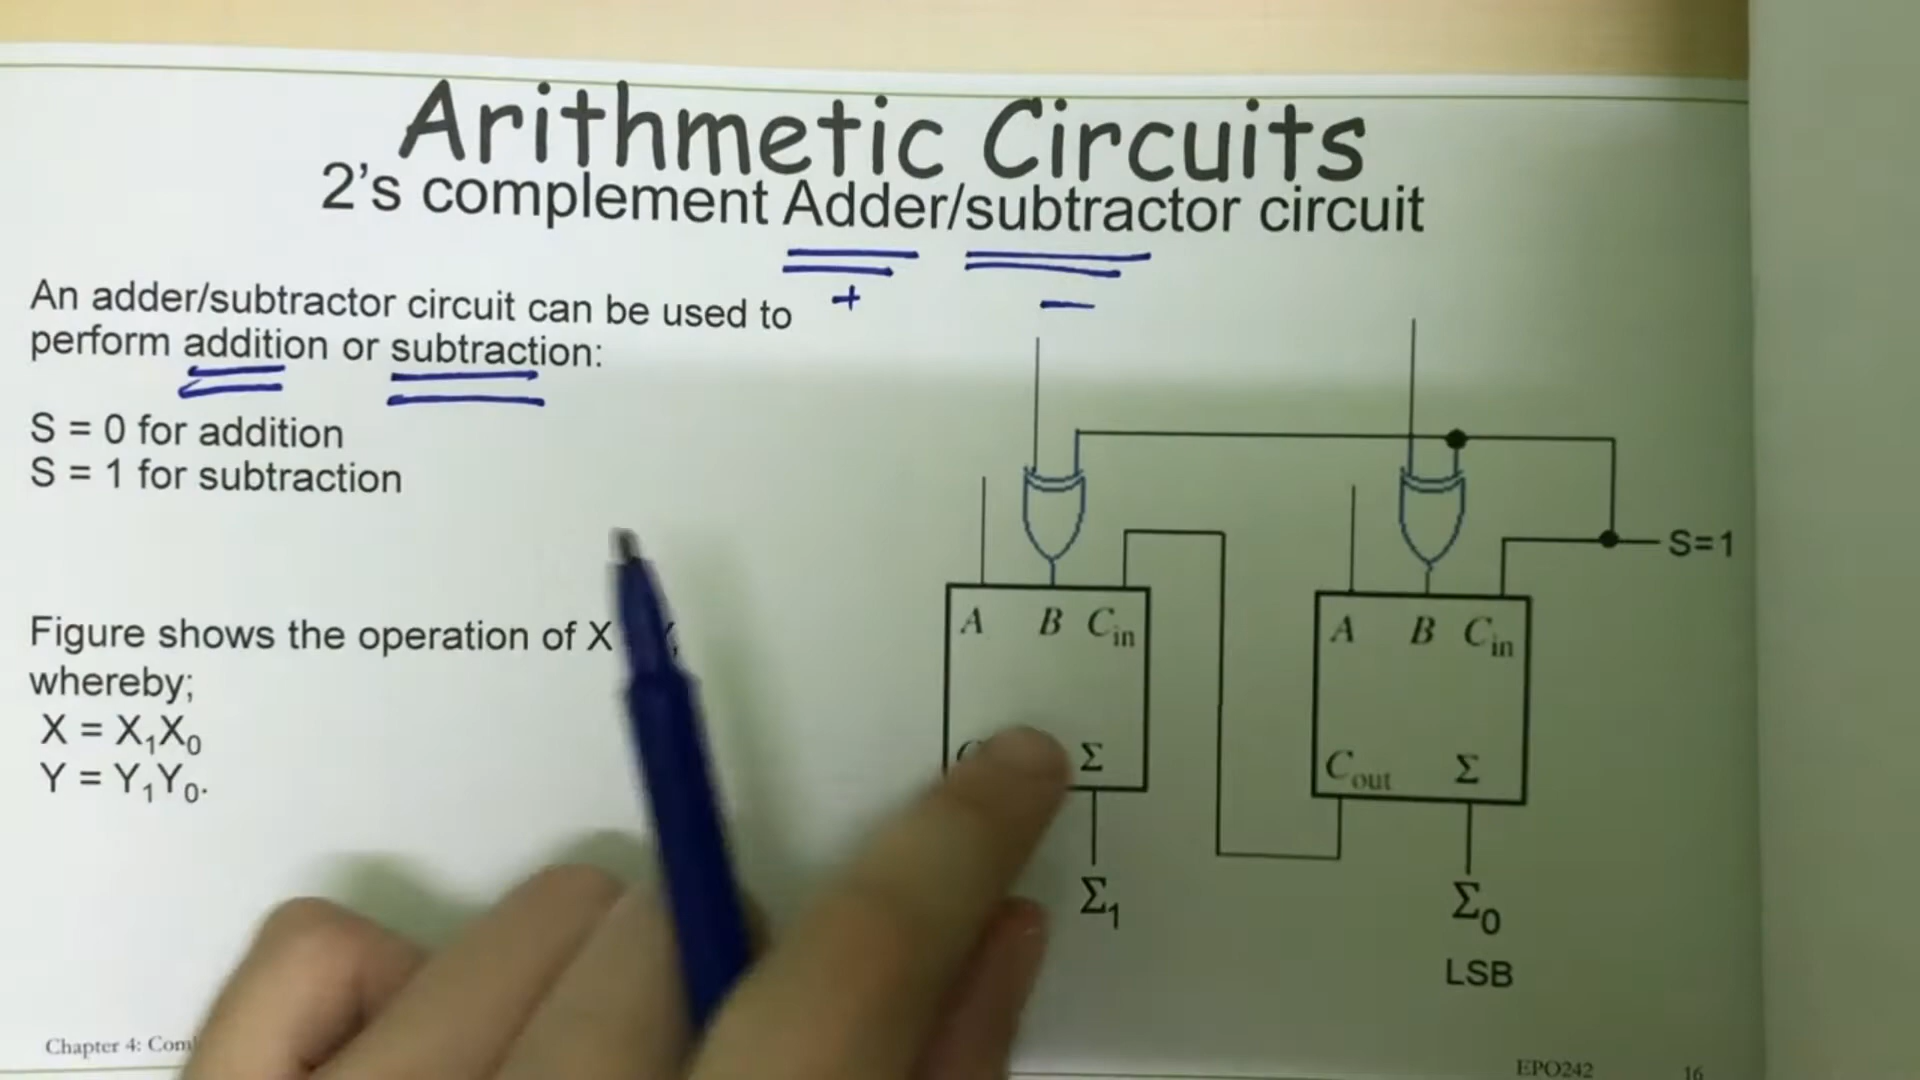 Arithmetic Circuits
2's complement Adder/subtractor circuit
+ −
An adder/subtractor circuit can be used to
perform addition or subtraction:
S = 0 for addition
S = 1 for subtraction
S=1
Figure shows the operation of X
whereby;
X = X₁X₀
Y = Y₁Y₀.
A B Cin
Σ
Σ₁
A B Cin
Cout Σ
Σ₀
LSB
Chapter 4:
EPO242
16